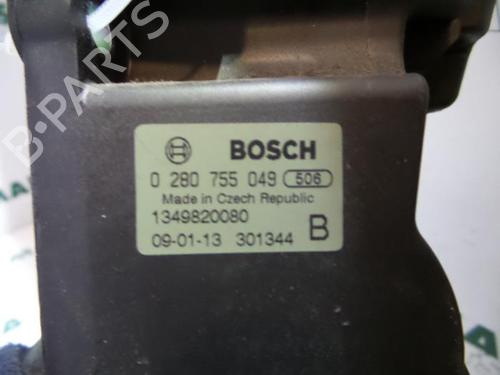 B-PARTS
BOSCH
0 280 755 049 506
Made in Czech Republic
1349820080
09-01-13 301344 B